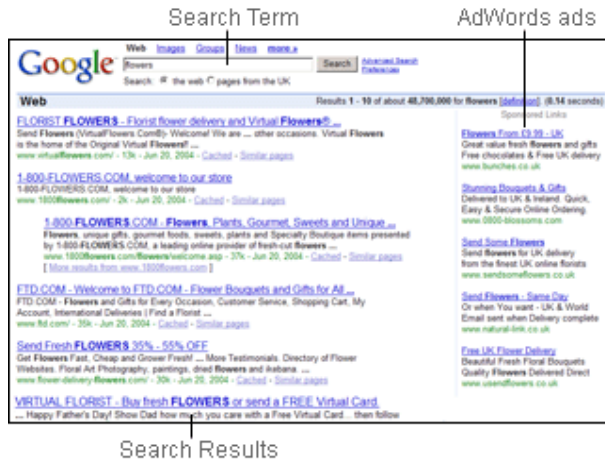 Search Term
AdWords ads
Google
Web Images Groups News more »
flowers
Search
Advanced Search
Preferences
Search: the web pages from the UK
Web
Results 1 - 10 of about 48,700,000 for flowers [definition]. (0.14 seconds)
FLORIST FLOWERS - Florist flower delivery and Virtual Flowers® ...
Send Flowers (VirtualFlowers Com®)- Welcome! We are ... other occasions. Virtual Flowers
is the home of the Original Virtual Flowers! ...
www.virtualflowers.com/ - 13k - Jun 20, 2004 - Cached - Similar pages
1-800-FLOWERS.COM, welcome to our store
1-800-FLOWERS.COM, welcome to our store
www.1800flowers.com/ - 2k - Jun 20, 2004 - Cached - Similar pages
1-800-FLOWERS.COM - Flowers, Plants, Gourmet, Sweets and Unique ...
Flowers, unique gifts, gourmet foods, sweets, plants and Specialty Boutique items presented
by 1-800-FLOWERS.COM, a leading online provider of fresh-cut flowers ...
www.1800flowers.com/flowers/welcome.asp - 37k - Jun 20, 2004 - Cached - Similar pages
[ More results from www.1800flowers.com ]
FTD.COM - Welcome to FTD.COM - Flower Bouquets and Gifts for All ...
FTD.COM - Flowers and Gifts for Every Occasion, Customer Service, Shopping Cart, My
Account, International Deliveries | Find a Florist ...
www.ftd.com/ - 35k - Jun 20, 2004 - Cached - Similar pages
Send Fresh FLOWERS 35% - 55% OFF
Get Flowers Fast, Cheap and Grower Fresh! ... More Testimonials. Directory of Flower
Websites. Floral Art Photography, paintings, dried flowers and ikebana. ...
www.flower-delivery-flowers.com/ - 30k - Jun 20, 2004 - Cached - Similar pages
VIRTUAL FLORIST - Buy fresh FLOWERS or send a FREE Virtual Card.
... Happy Father's Day! Show Dad how much you care with a Free Virtual Card... then follow
Sponsored Links
Flowers From £9.99 - UK
Great value fresh flowers and gifts
Free chocolates & Free UK delivery
www.bunches.co.uk
Stunning Bouquets & Gifts
Delivered to UK & Ireland. Quick,
Easy & Secure Online Ordering.
www.0800-blossoms.com
Send Some Flowers
Send flowers for UK delivery
from the finest UK online florists
www.sendsomeflowers.co.uk
Send Flowers - Same Day
Or when You want - UK & World
Email sent when Delivery complete
www.natural-link.co.uk
Free UK Flower Delivery
Beautiful Fresh Floral Bouquets
Quality Flowers Delivered Direct
www.usendflowers.co.uk
Search Results